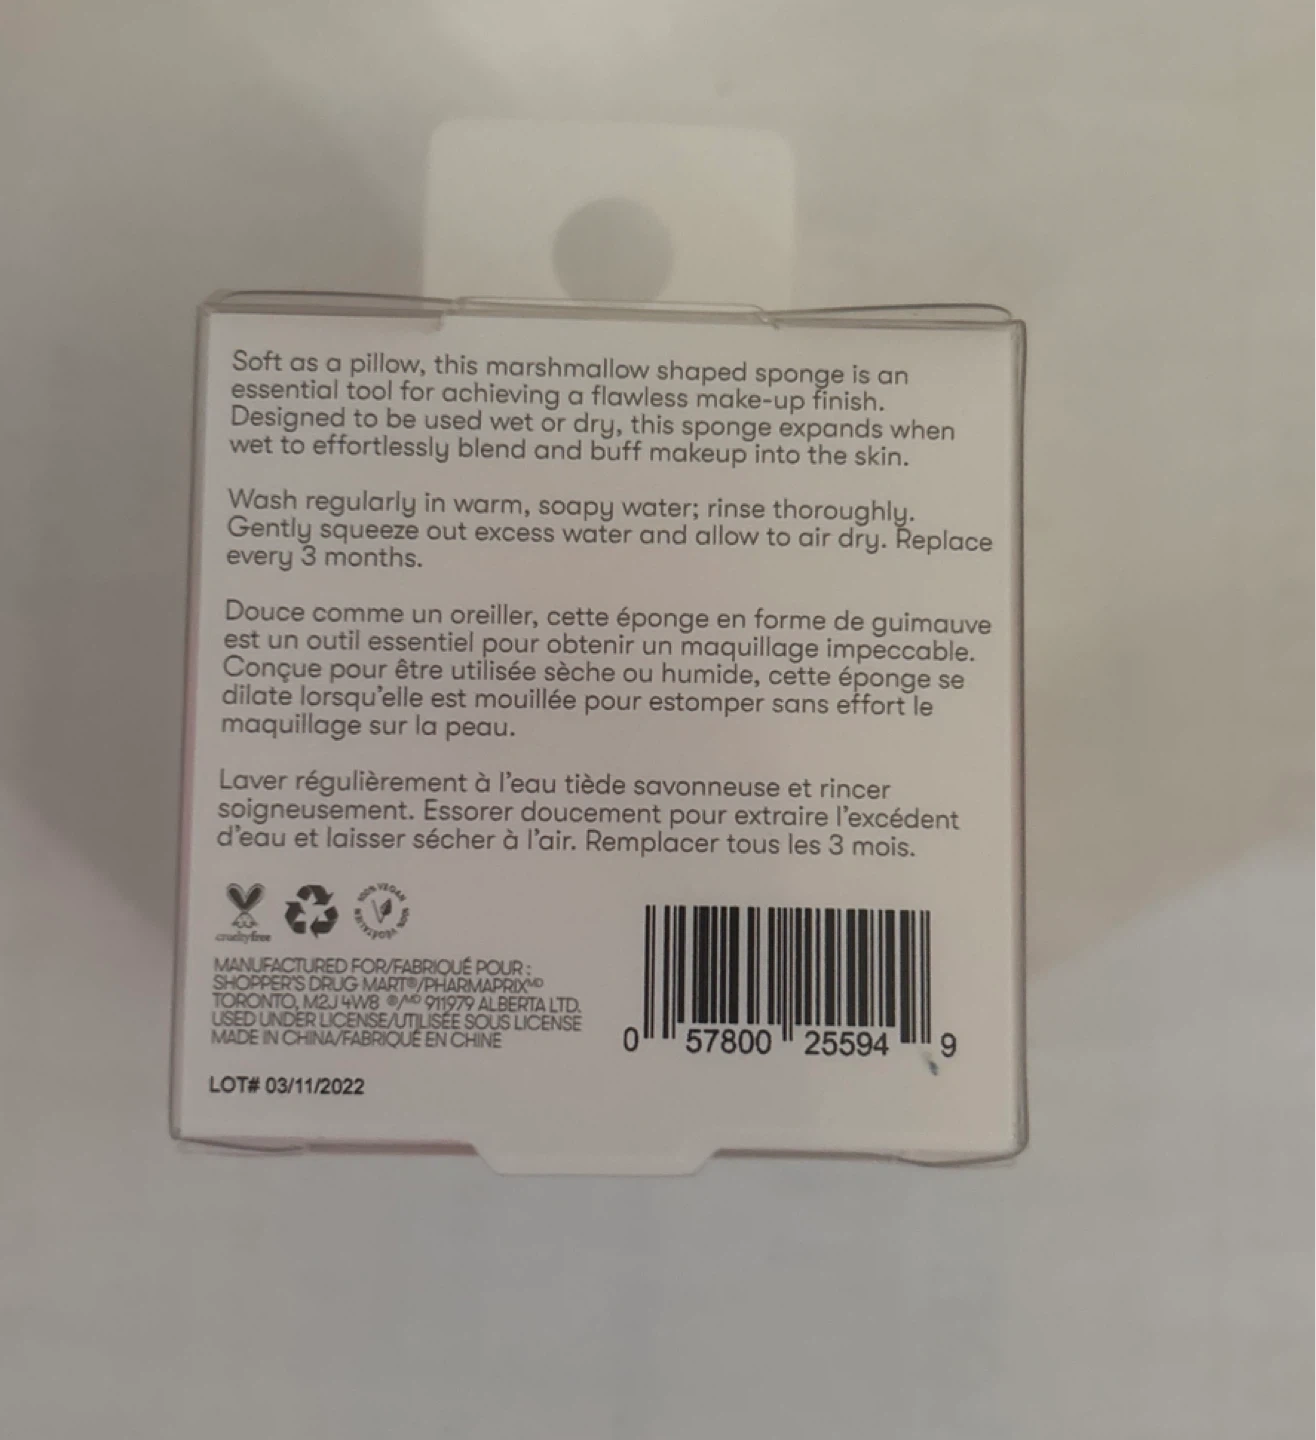 Soft as a pillow, this marshmallow shaped sponge is an
essential tool for achieving a flawless make-up finish.
Designed to be used wet or dry, this sponge expands when
wet to effortlessly blend and buff makeup into the skin.
Wash regularly in warm, soapy water; rinse thoroughly.
Gently squeeze out excess water and allow to air dry. Replace
every 3 months.
Douce comme un oreiller, cette éponge en forme de guimauve
est un outil essentiel pour obtenir un maquillage impeccable.
Conçue pour être utilisée sèche ou humide, cette éponge se
dilate lorsqu'elle est mouillée pour estomper sans effort le
maquillage sur la peau.
Laver régulièrement à l'eau tiède savonneuse et rincer
soigneusement. Essorer doucement pour extraire l'excédent
d'eau et laisser sécher à l'air. Remplacer tous les 3 mois.
crueltyfree
100% VEGAN 100% VÉGÉTALIEN
MANUFACTURED FOR/FABRIQUÉ POUR :
SHOPPER'S DRUG MART®/PHARMAPRIXᴹᴰ
TORONTO, M2J 4W8 ®/ᴹᴰ 911979 ALBERTA LTD.
USED UNDER LICENSE/UTILISÉE SOUS LICENSE
MADE IN CHINA/FABRIQUÉ EN CHINE
LOT# 03/11/2022
0 57800 25594 9